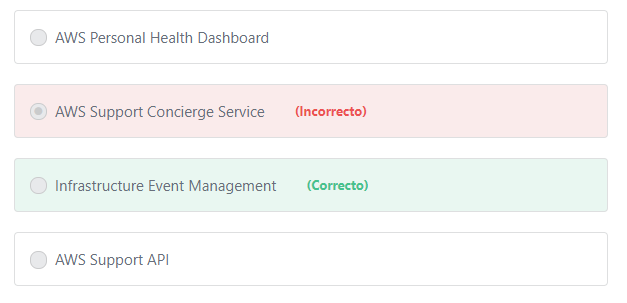 AWS Personal Health Dashboard
AWS Support Concierge Service (Incorrecto)
Infrastructure Event Management (Correcto)
AWS Support API